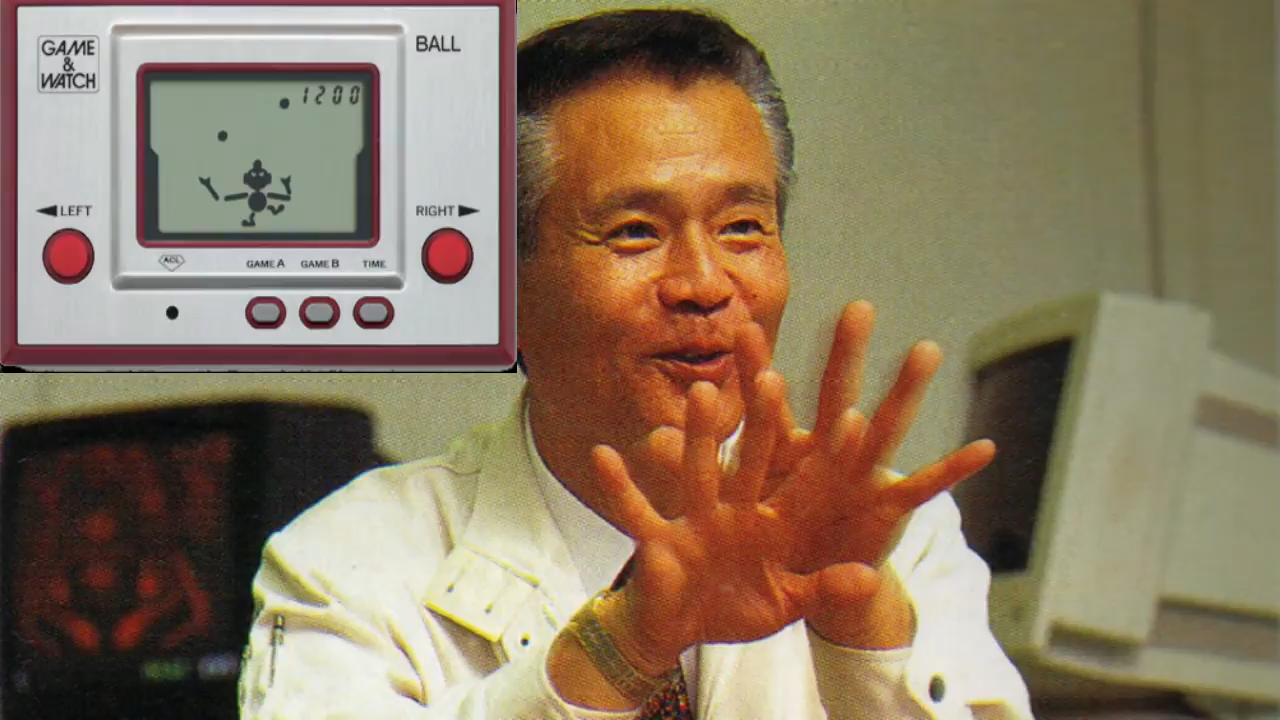 GAME
&
WATCH
BALL
1200
◀LEFT
RIGHT▶
ACL
GAME A
GAME B
TIME